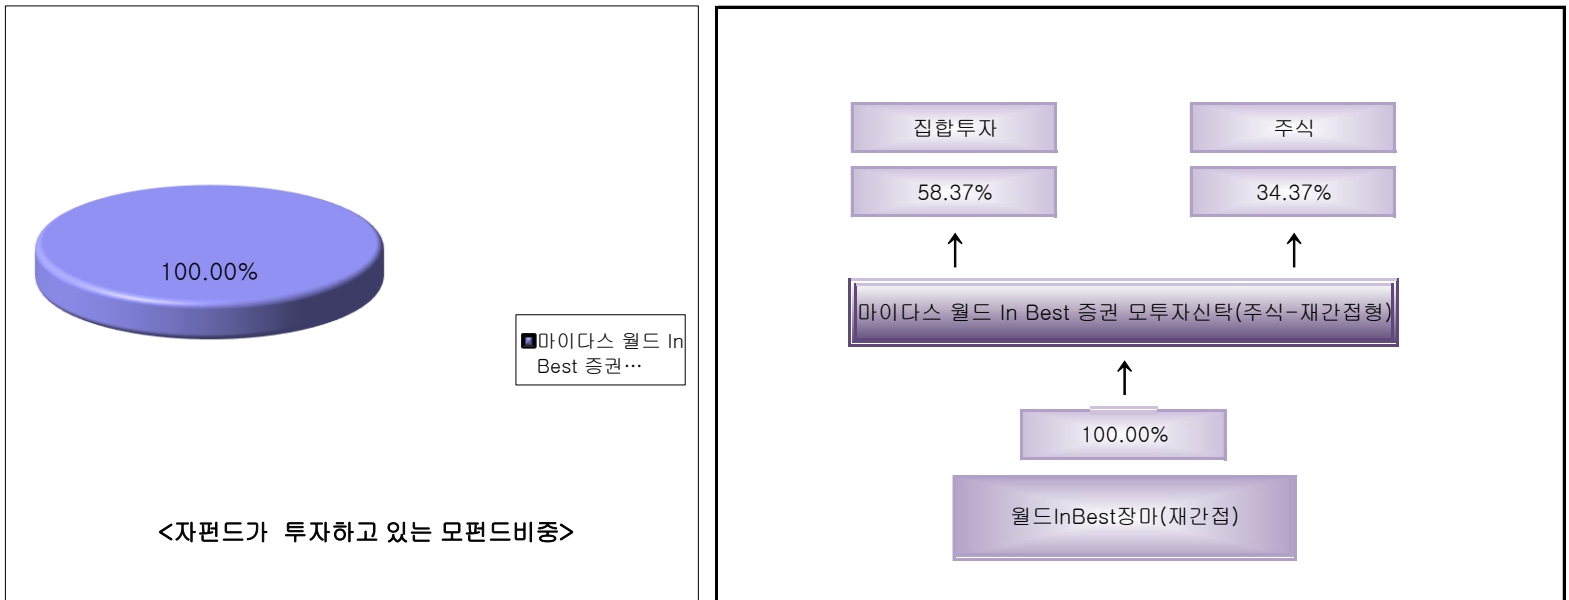 100.00%
마이다스 월드 In
Best 증권…
<자펀드가 투자하고 있는 모펀드비중>
집합투자
주식
58.37%
34.37%
마이다스 월드 In Best 증권 모투자신탁(주식-재간접형)
100.00%
월드InBest장마(재간접)